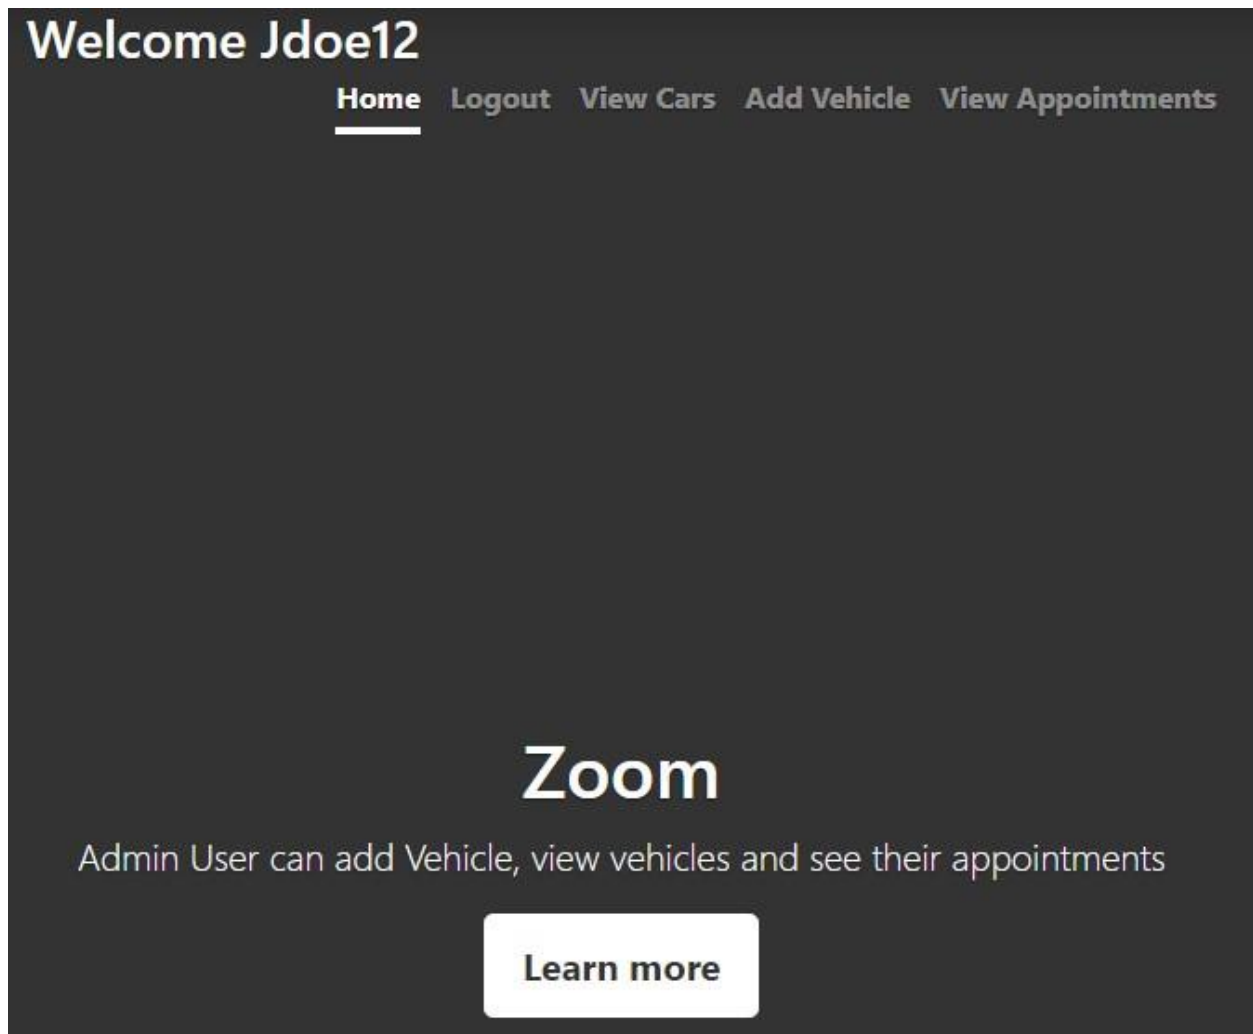 Welcome Jdoe12
Home Logout View Cars Add Vehicle View Appointments
Zoom
Admin User can add Vehicle, view vehicles and see their appointments
Learn more